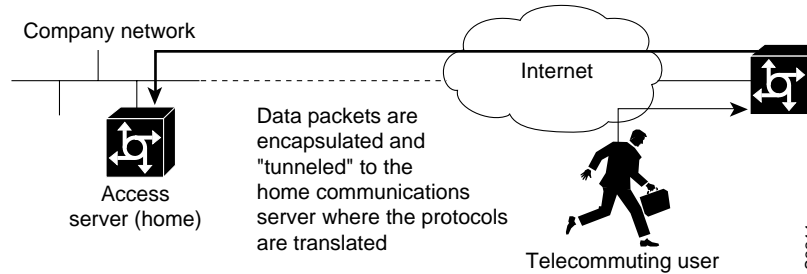 Company network
Internet
Data packets are
encapsulated and
"tunneled" to the
home communications
server where the protocols
are translated
Access
server (home)
Telecommuting user